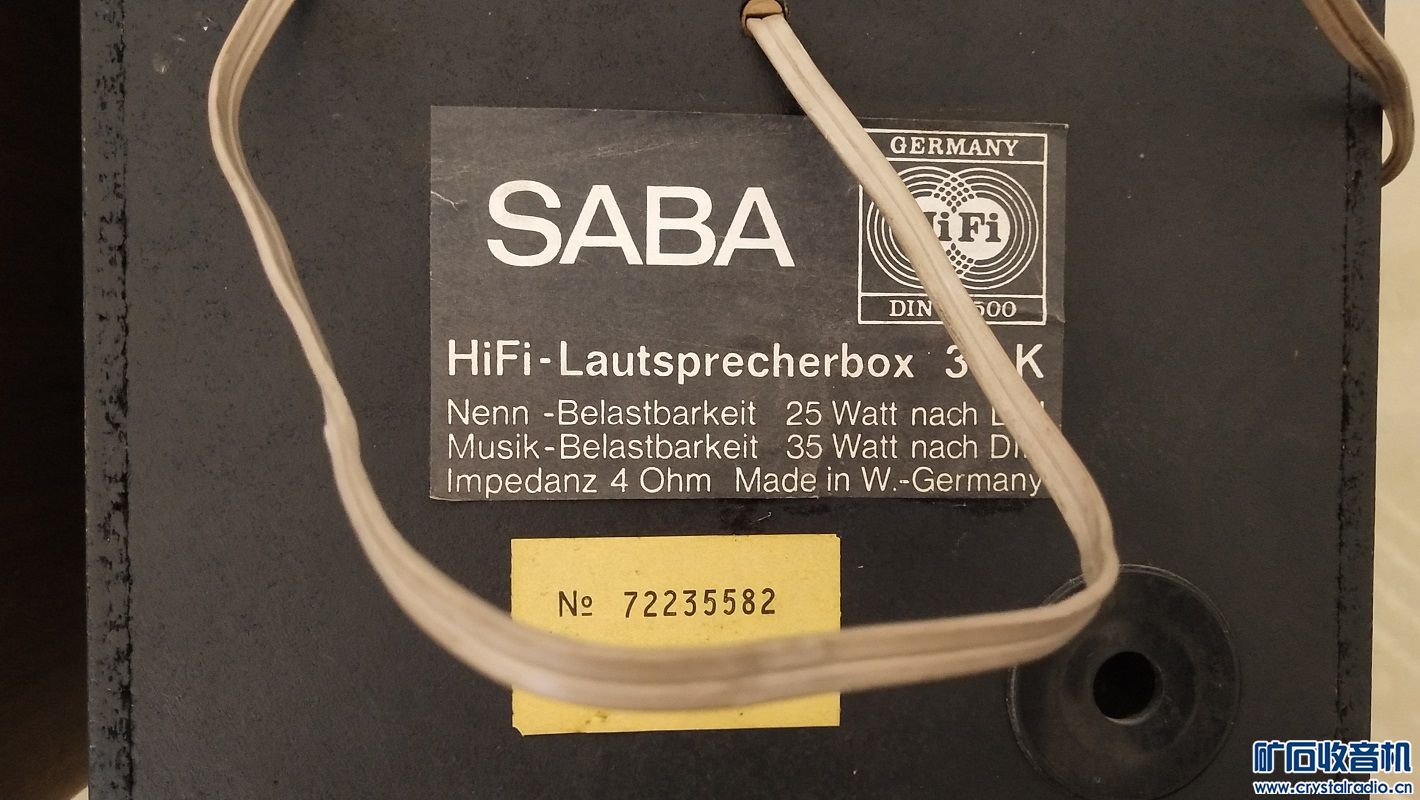 SABA
GERMANY
HiFi
DIN 500
HiFi-Lautsprecherbox K
Nenn -Belastbarkeit 25 Watt nach
Musik-Belastbarkeit 35 Watt nach
Impedanz 4 Ohm Made in W.-Germany
Nº 72235582
矿石收音机
www.crystalradio.cn